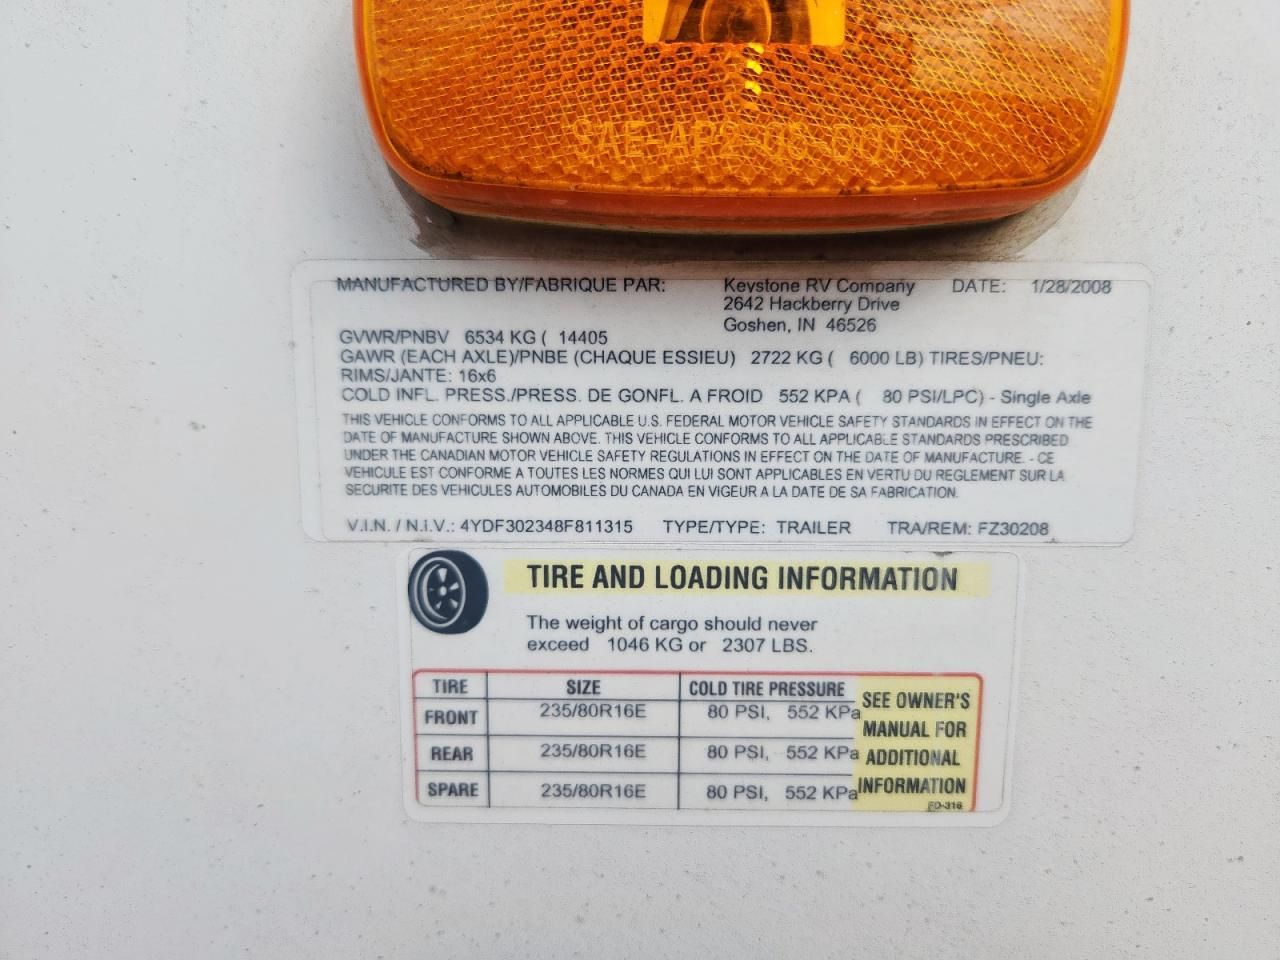 SAE-AP2-06-DOT
MANUFACTURED BY/FABRIQUE PAR: Keystone RV Company DATE: 1/28/2008
2642 Hackberry Drive
Goshen, IN 46526
GVWR/PNBV 6534 KG ( 14405
GAWR (EACH AXLE)/PNBE (CHAQUE ESSIEU) 2722 KG ( 6000 LB) TIRES/PNEU:
RIMS/JANTE: 16x6
COLD INFL. PRESS./PRESS. DE GONFL. A FROID 552 KPA ( 80 PSI/LPC) - Single Axle
THIS VEHICLE CONFORMS TO ALL APPLICABLE U.S. FEDERAL MOTOR VEHICLE SAFETY STANDARDS IN EFFECT ON THE
DATE OF MANUFACTURE SHOWN ABOVE. THIS VEHICLE CONFORMS TO ALL APPLICABLE STANDARDS PRESCRIBED
UNDER THE CANADIAN MOTOR VEHICLE SAFETY REGULATIONS IN EFFECT ON THE DATE OF MANUFACTURE. - CE
VEHICULE EST CONFORME A TOUTES LES NORMES QUI LUI SONT APPLICABLES EN VERTU DU REGLEMENT SUR LA
SECURITE DES VEHICULES AUTOMOBILES DU CANADA EN VIGEUR A LA DATE DE SA FABRICATION.
V.I.N. / N.I.V.: 4YDF302348F811315 TYPE/TYPE: TRAILER TRA/REM: FZ30208
TIRE AND LOADING INFORMATION
The weight of cargo should never
exceed 1046 KG or 2307 LBS.
TIRE SIZE COLD TIRE PRESSURE
FRONT 235/80R16E 80 PSI, 552 KPa
REAR 235/80R16E 80 PSI, 552 KPa
SPARE 235/80R16E 80 PSI, 552 KPa
SEE OWNER'S
MANUAL FOR
ADDITIONAL
INFORMATION
FD-316